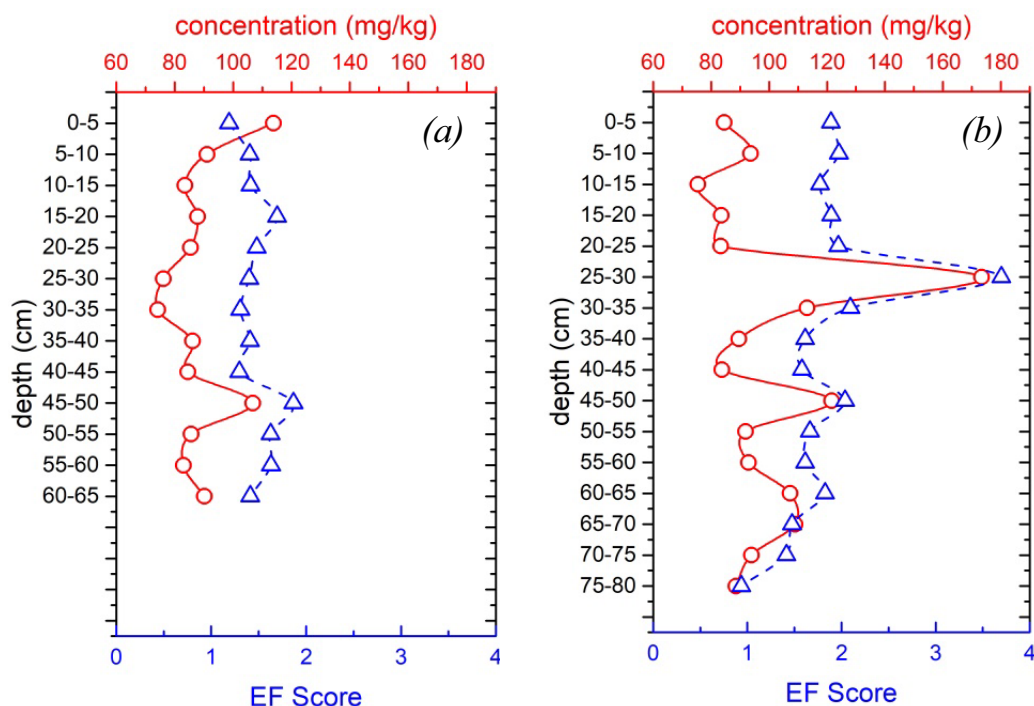 concentration (mg/kg)
60 80 100 120 140 160 180
(a)
depth (cm)
0-5
5-10
10-15
15-20
20-25
25-30
30-35
35-40
40-45
45-50
50-55
55-60
60-65
0 1 2 3 4
EF Score
concentration (mg/kg)
60 80 100 120 140 160 180
(b)
depth (cm)
0-5
5-10
10-15
15-20
20-25
25-30
30-35
35-40
40-45
45-50
50-55
55-60
60-65
65-70
70-75
75-80
0 1 2 3 4
EF Score